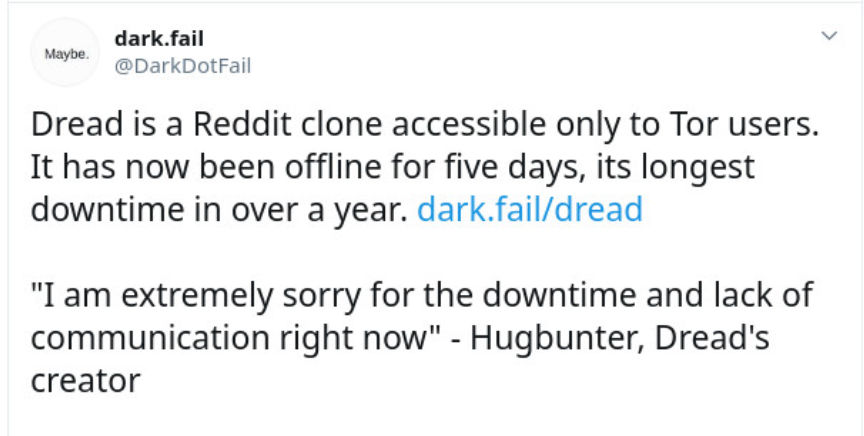 Maybe.
dark.fail
@DarkDotFail
Dread is a Reddit clone accessible only to Tor users.
It has now been offline for five days, its longest
downtime in over a year. dark.fail/dread
"I am extremely sorry for the downtime and lack of
communication right now" - Hugbunter, Dread's
creator